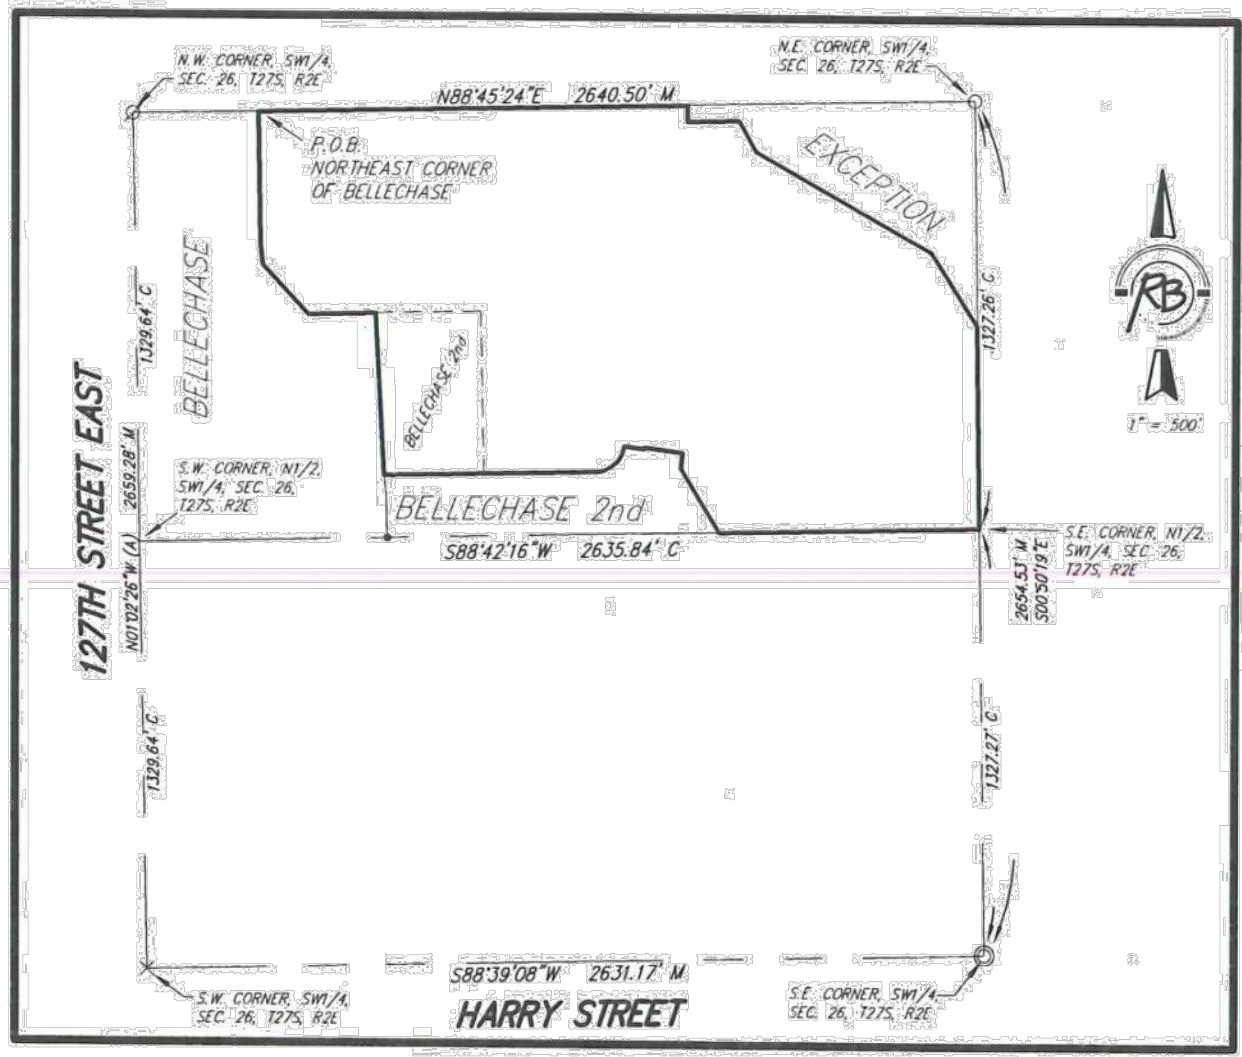 N.W. CORNER, SW1/4,
SEC. 26, T27S, R2E
N.E. CORNER, SW1/4,
SEC. 26, T27S, R2E
N88°45'24"E 2640.50' M
P.O.B.
NORTHEAST CORNER
OF BELLECHASE
EXCEPTION
BELLECHASE
1329.64' C
1327.26' C
RB
1" = 500'
BELLECHASE 2nd
127TH STREET EAST
N01°02'26"W (A) 2659.28' M
S.W. CORNER, N1/2,
SW1/4, SEC. 26,
T27S, R2E
BELLECHASE 2nd
S88°42'16"W 2635.84' C
S.E. CORNER, N1/2,
SW1/4, SEC. 26,
T27S, R2E
2654.53' M
S00°50'19"E
1329.64' C
1327.27' C
S88°39'08"W 2631.17' M
S.W. CORNER, SW1/4,
SEC. 26, T27S, R2E
HARRY STREET
S.E. CORNER, SW1/4,
SEC. 26, T27S, R2E